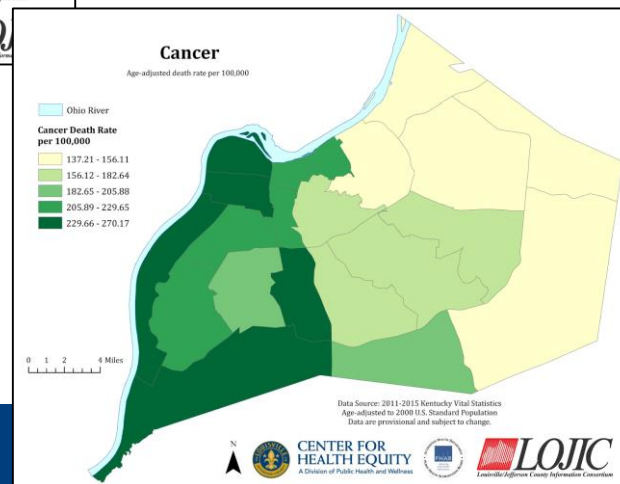 Cancer
Age-adjusted death rate per 100,000
Ohio River
Cancer Death Rate
per 100,000
137.21 - 156.11
156.12 - 182.64
182.65 - 205.88
205.89 - 229.65
229.66 - 270.17
0 1 2 4 Miles
Data Source: 2011-2015 Kentucky Vital Statistics
Age-adjusted to 2000 U.S. Standard Population
Data are provisional and subject to change.
N
CENTER FOR
HEALTH EQUITY
A Division of Public Health and Wellness
PHAB
LOJIC
Louisville/Jefferson County Information Consortium